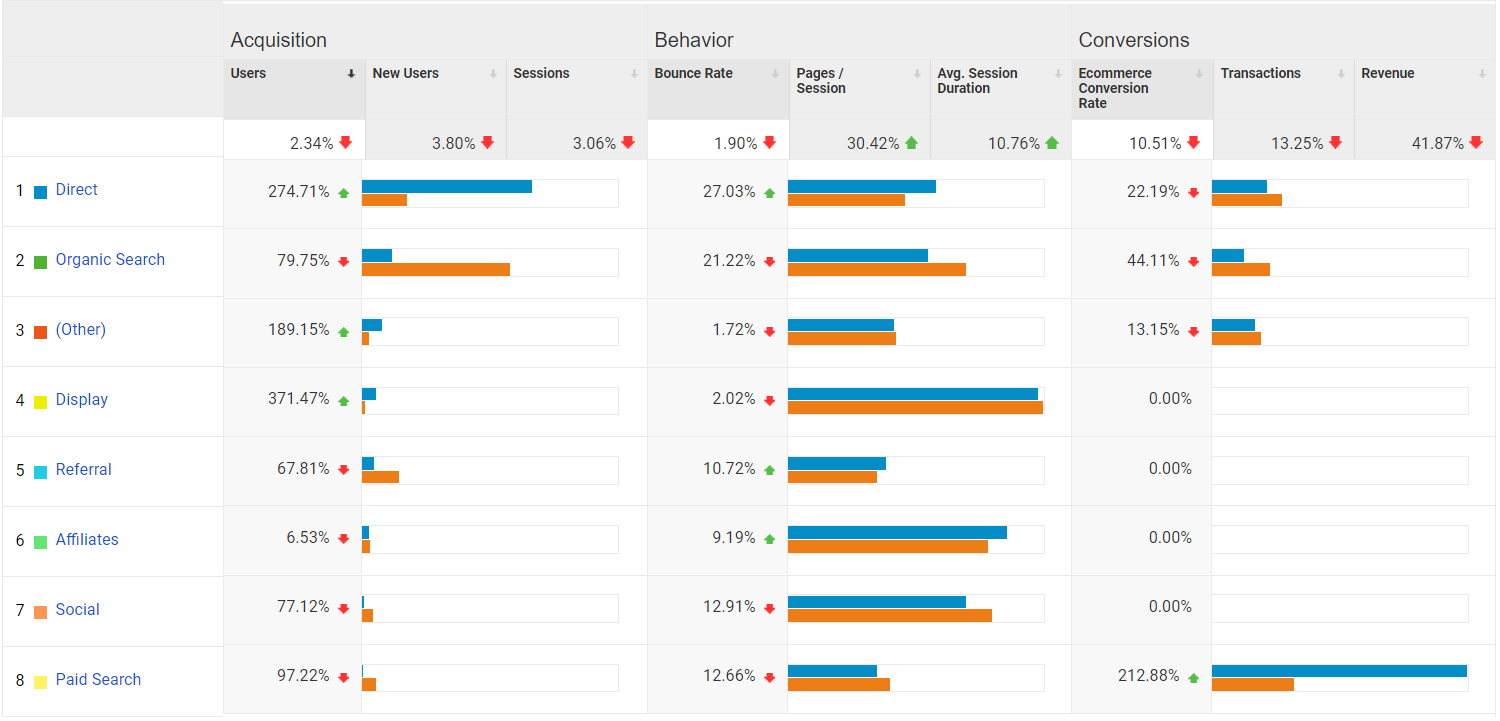 Acquisition Behavior Conversions
Users New Users Sessions Bounce Rate Pages / Avg. Session Ecommerce Transactions Revenue
Session Duration Conversion
Rate
2.34% 3.80% 3.06% 1.90% 30.42% 10.76% 10.51% 13.25% 41.87%
1 Direct 274.71% 27.03% 22.19%
2 Organic Search 79.75% 21.22% 44.11%
3 (Other) 189.15% 1.72% 13.15%
4 Display 371.47% 2.02% 0.00%
5 Referral 67.81% 10.72% 0.00%
6 Affiliates 6.53% 9.19% 0.00%
7 Social 77.12% 12.91% 0.00%
8 Paid Search 97.22% 12.66% 212.88%